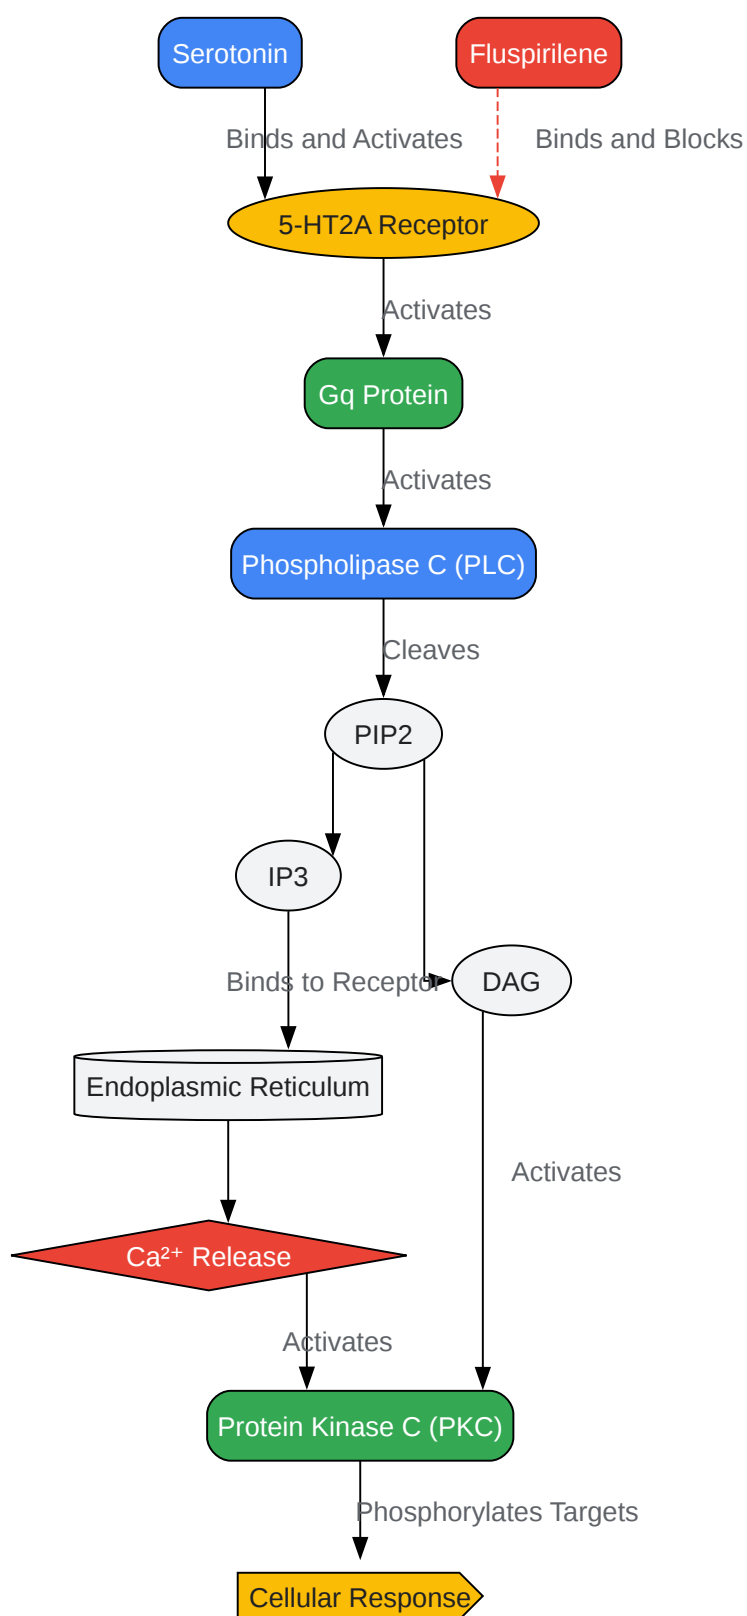 Serotonin
Fluspirilene
Binds and Activates
Binds and Blocks
5-HT2A Receptor
Activates
Gq Protein
Activates
Phospholipase C (PLC)
Cleaves
PIP2
IP3
Binds to Receptor
DAG
Endoplasmic Reticulum
Activates
Ca²⁺ Release
Activates
Protein Kinase C (PKC)
Phosphorylates Targets
Cellular Response